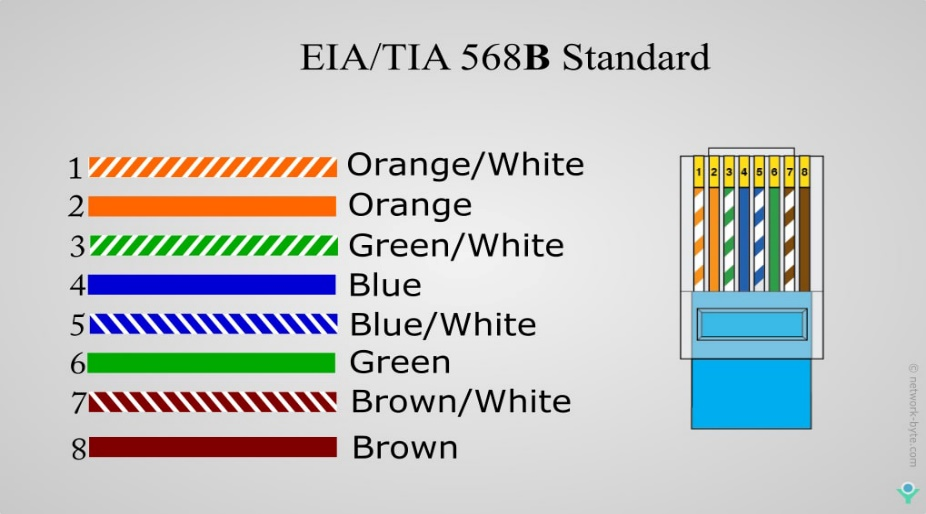 EIA/TIA 568B Standard
1 Orange/White
2 Orange
3 Green/White
4 Blue
5 Blue/White
6 Green
7 Brown/White
8 Brown
1 2 3 4 5 6 7 8
© network-byte.com